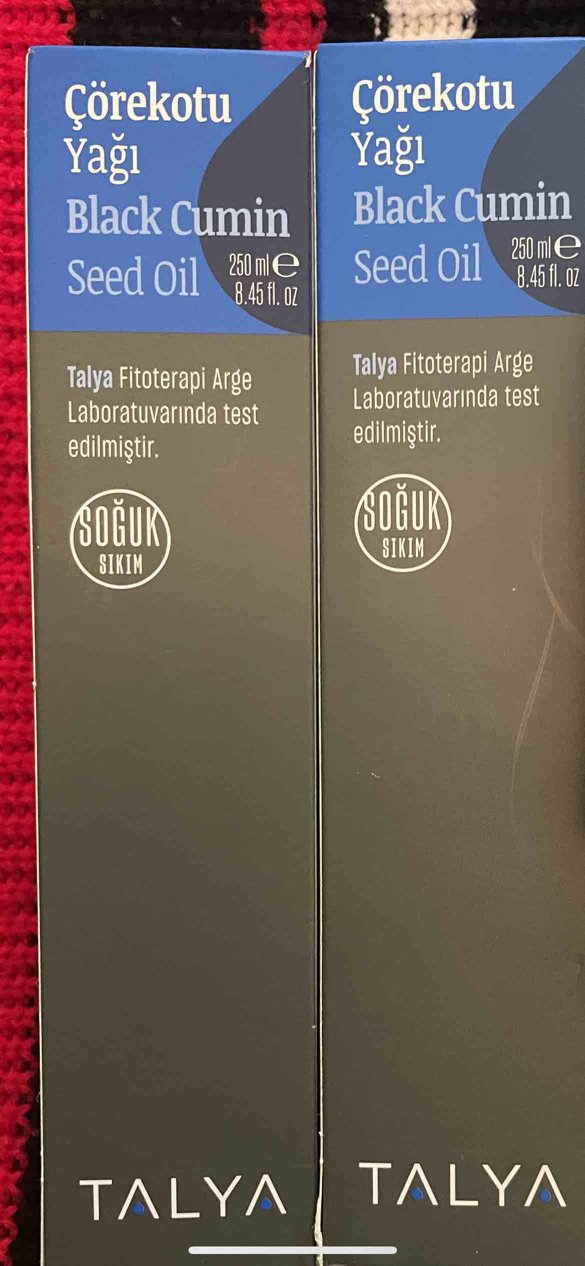 Çörekotu
Yağı
Black Cumin
Seed Oil
250 ml e
8.45 fl. oz
Talya Fitoterapi Arge
Laboratuvarında test
edilmiştir.
SOĞUK
SIKIM
TALYA
Çörekotu
Yağı
Black Cumin
Seed Oil
250 ml e
8.45 fl. oz
Talya Fitoterapi Arge
Laboratuvarında test
edilmiştir.
SOĞUK
SIKIM
TALYA